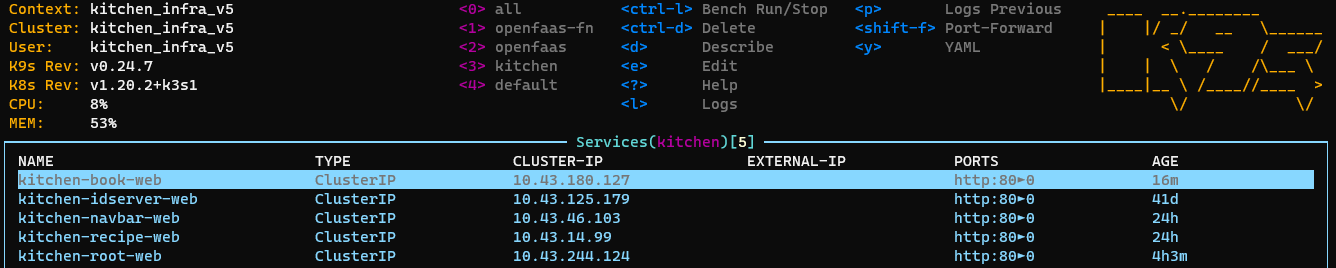 Context: kitchen_infra_v5 <0> all <ctrl-l> Bench Run/Stop <p> Logs Previous
Cluster: kitchen_infra_v5 <1> openfaas-fn <ctrl-d> Delete <shift-f> Port-Forward
User: kitchen_infra_v5 <2> openfaas <d> Describe <y> YAML
K9s Rev: v0.24.7 <3> kitchen <e> Edit
K8s Rev: v1.20.2+k3s1 <4> default <?> Help
CPU: 8% <l> Logs
MEM: 53%
Services(kitchen)[5]
NAME TYPE CLUSTER-IP EXTERNAL-IP PORTS AGE
kitchen-book-web ClusterIP 10.43.180.127 http:80►0 16m
kitchen-idserver-web ClusterIP 10.43.125.179 http:80►0 41d
kitchen-navbar-web ClusterIP 10.43.46.103 http:80►0 24h
kitchen-recipe-web ClusterIP 10.43.14.99 http:80►0 24h
kitchen-root-web ClusterIP 10.43.244.124 http:80►0 4h3m